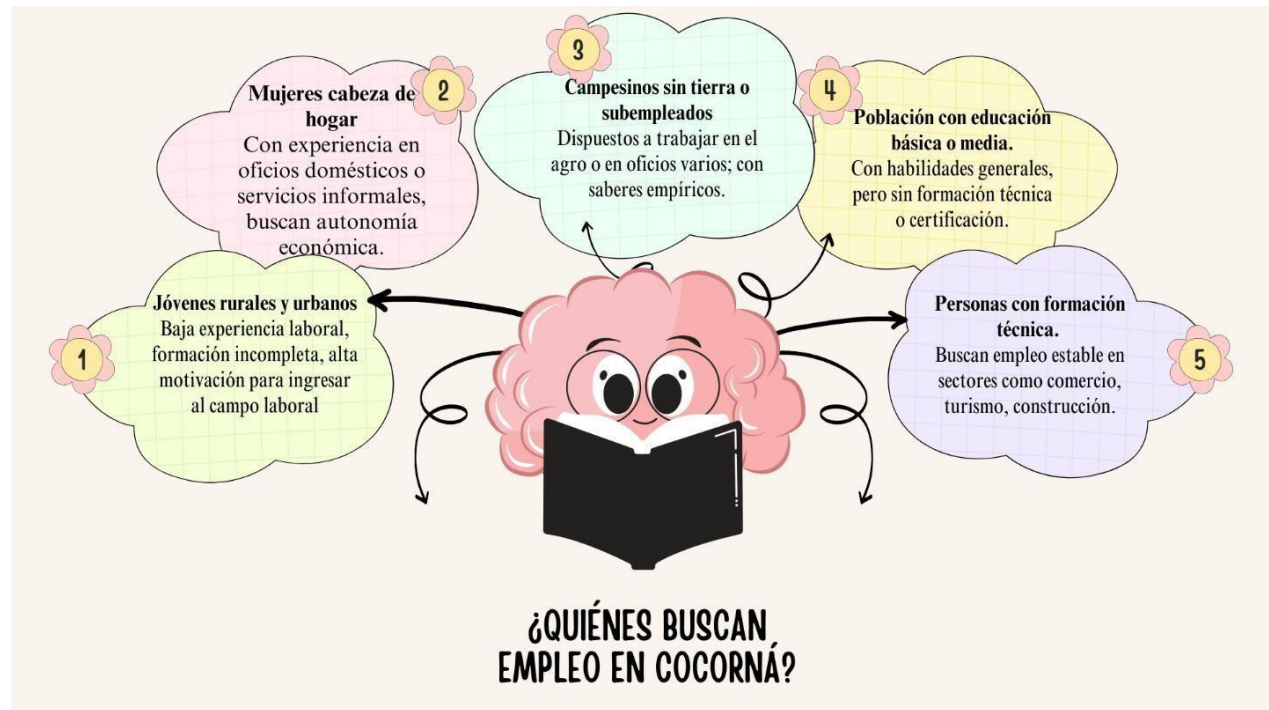 1
Jóvenes rurales y urbanos
Baja experiencia laboral,
formación incompleta, alta
motivación para ingresar
al campo laboral
2
Mujeres cabeza de
hogar
Con experiencia en
oficios domésticos o
servicios informales,
buscan autonomía
económica.
3
Campesinos sin tierra o
subempleados
Dispuestos a trabajar en el
agro o en oficios varios; con
saberes empíricos.
4
Población con educación
básica o media.
Con habilidades generales,
pero sin formación técnica
o certificación.
5
Personas con formación
técnica.
Buscan empleo estable en
sectores como comercio,
turismo, construcción.
¿QUIÉNES BUSCAN
EMPLEO EN COCORNÁ?